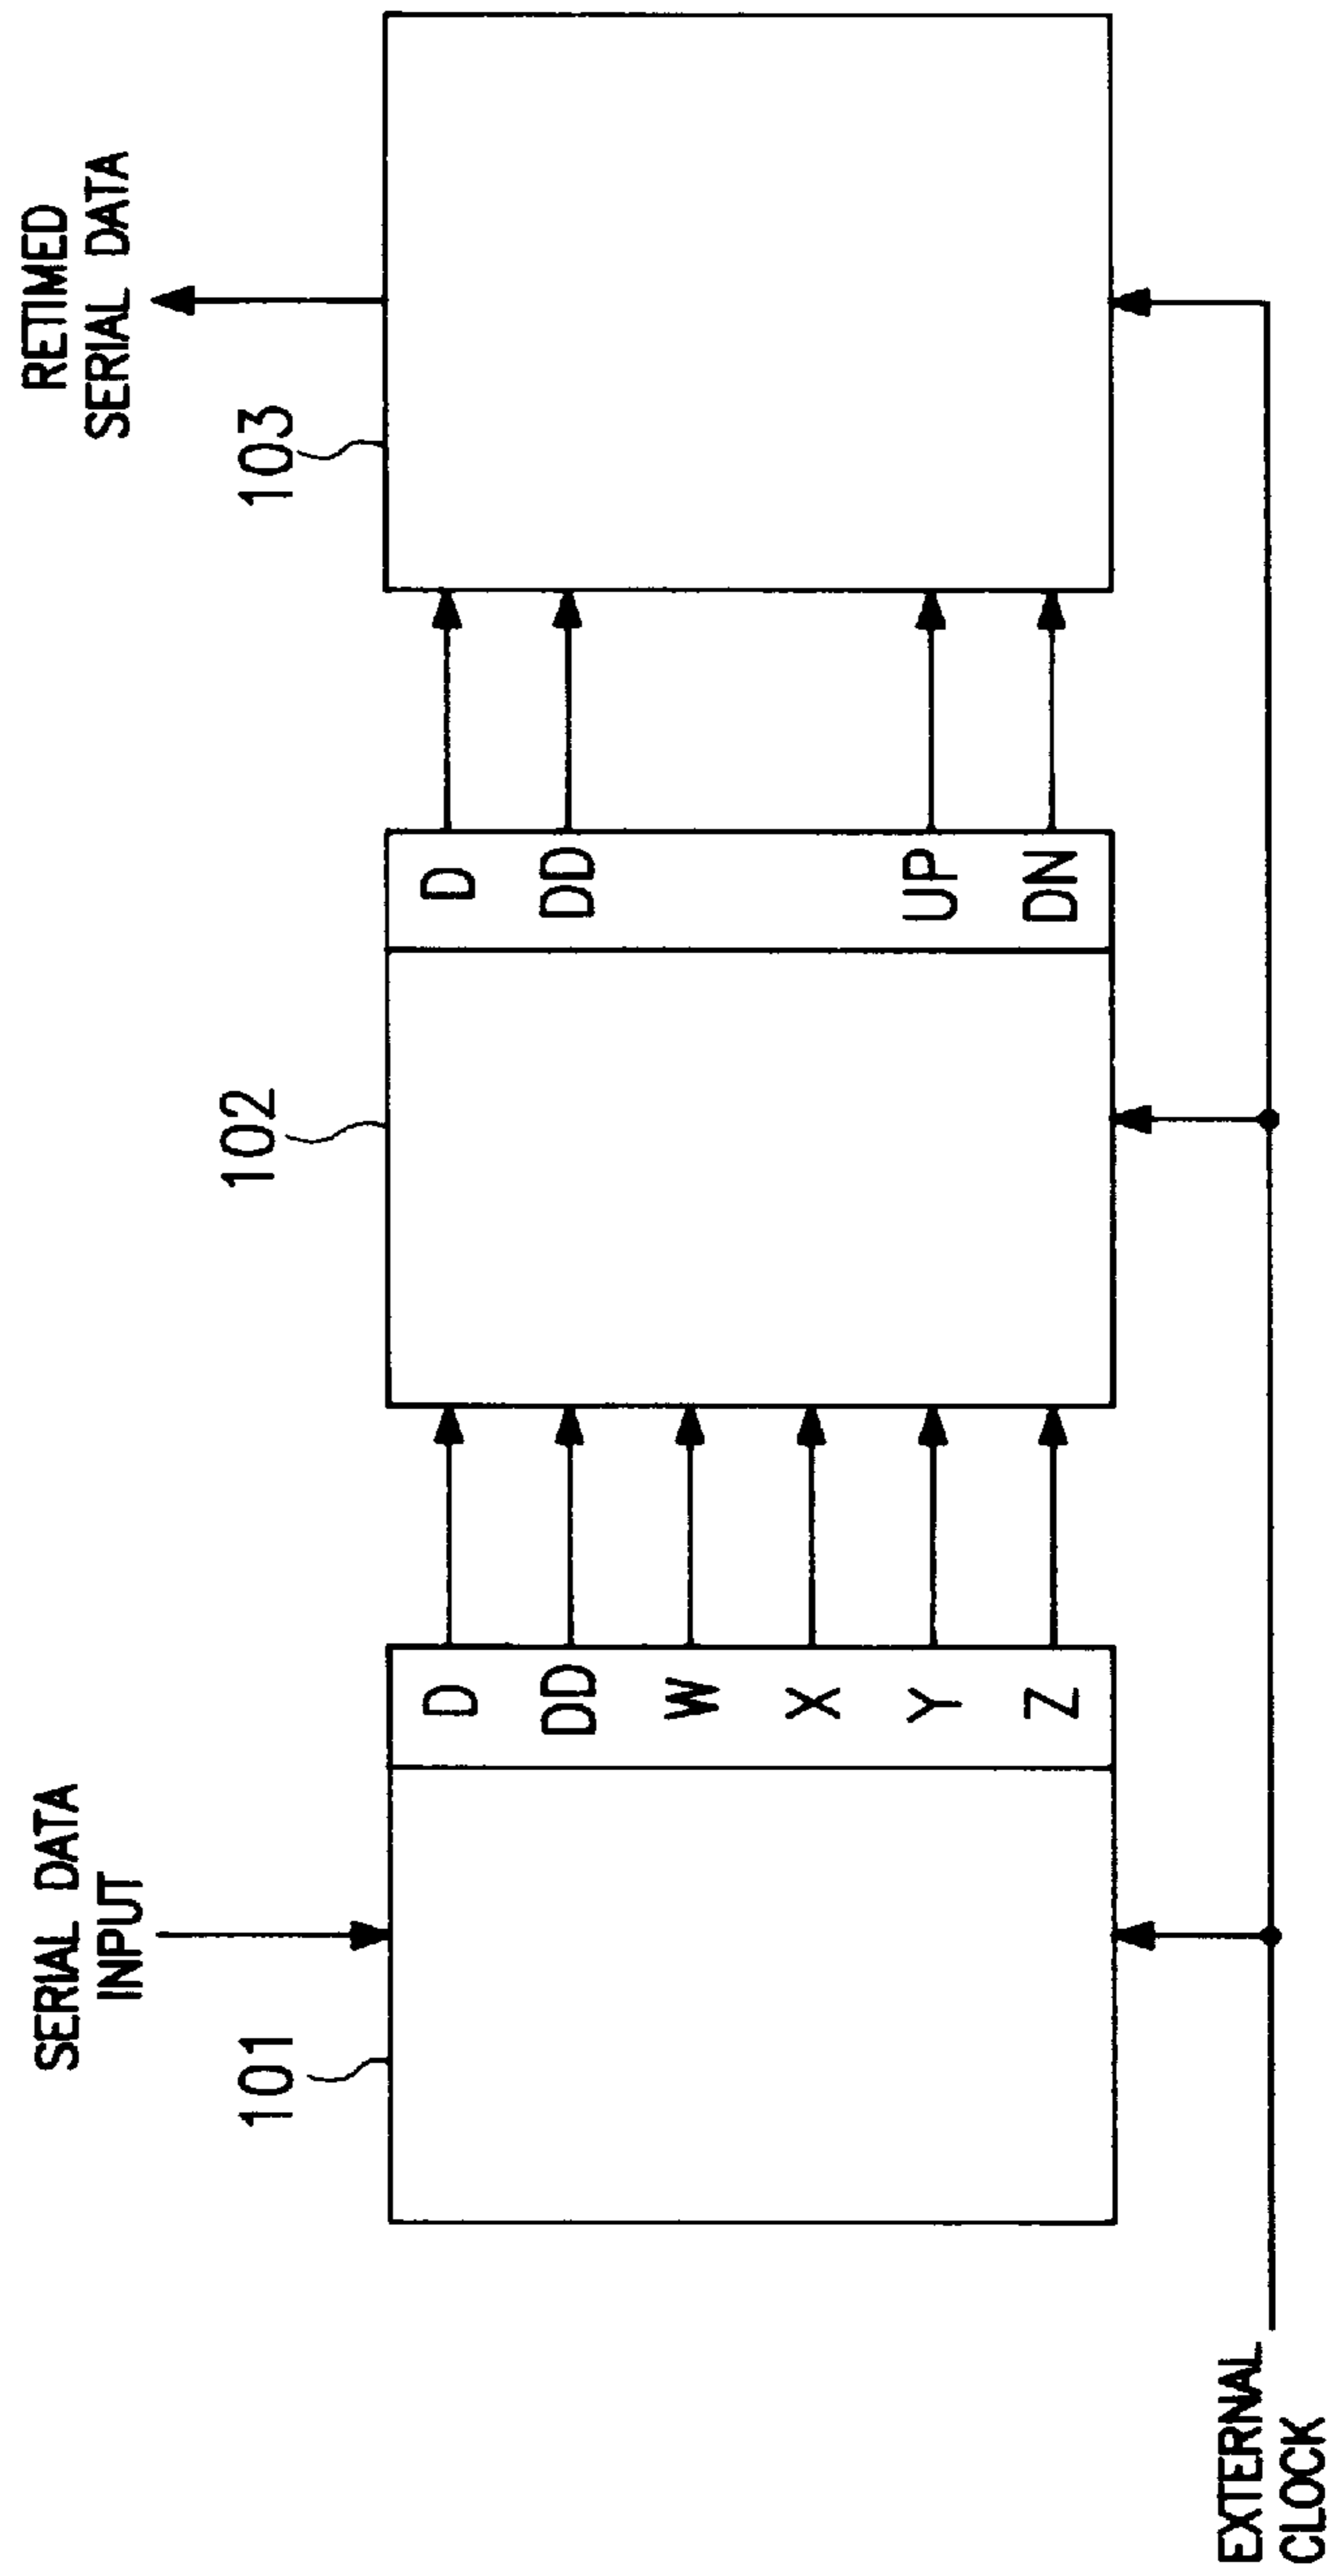 SERIAL DATA
INPUT
RETIMED
SERIAL DATA
101
102
103
D
DD
W
X
Y
Z
D
DD
UP
DN
EXTERNAL
CLOCK